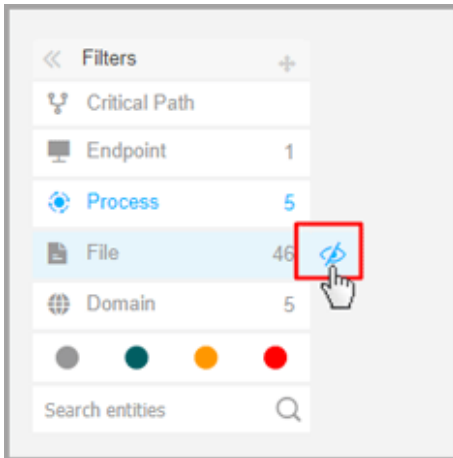 Filters
Critical Path
Endpoint 1
Process 5
File 46
Domain 5
Search entities